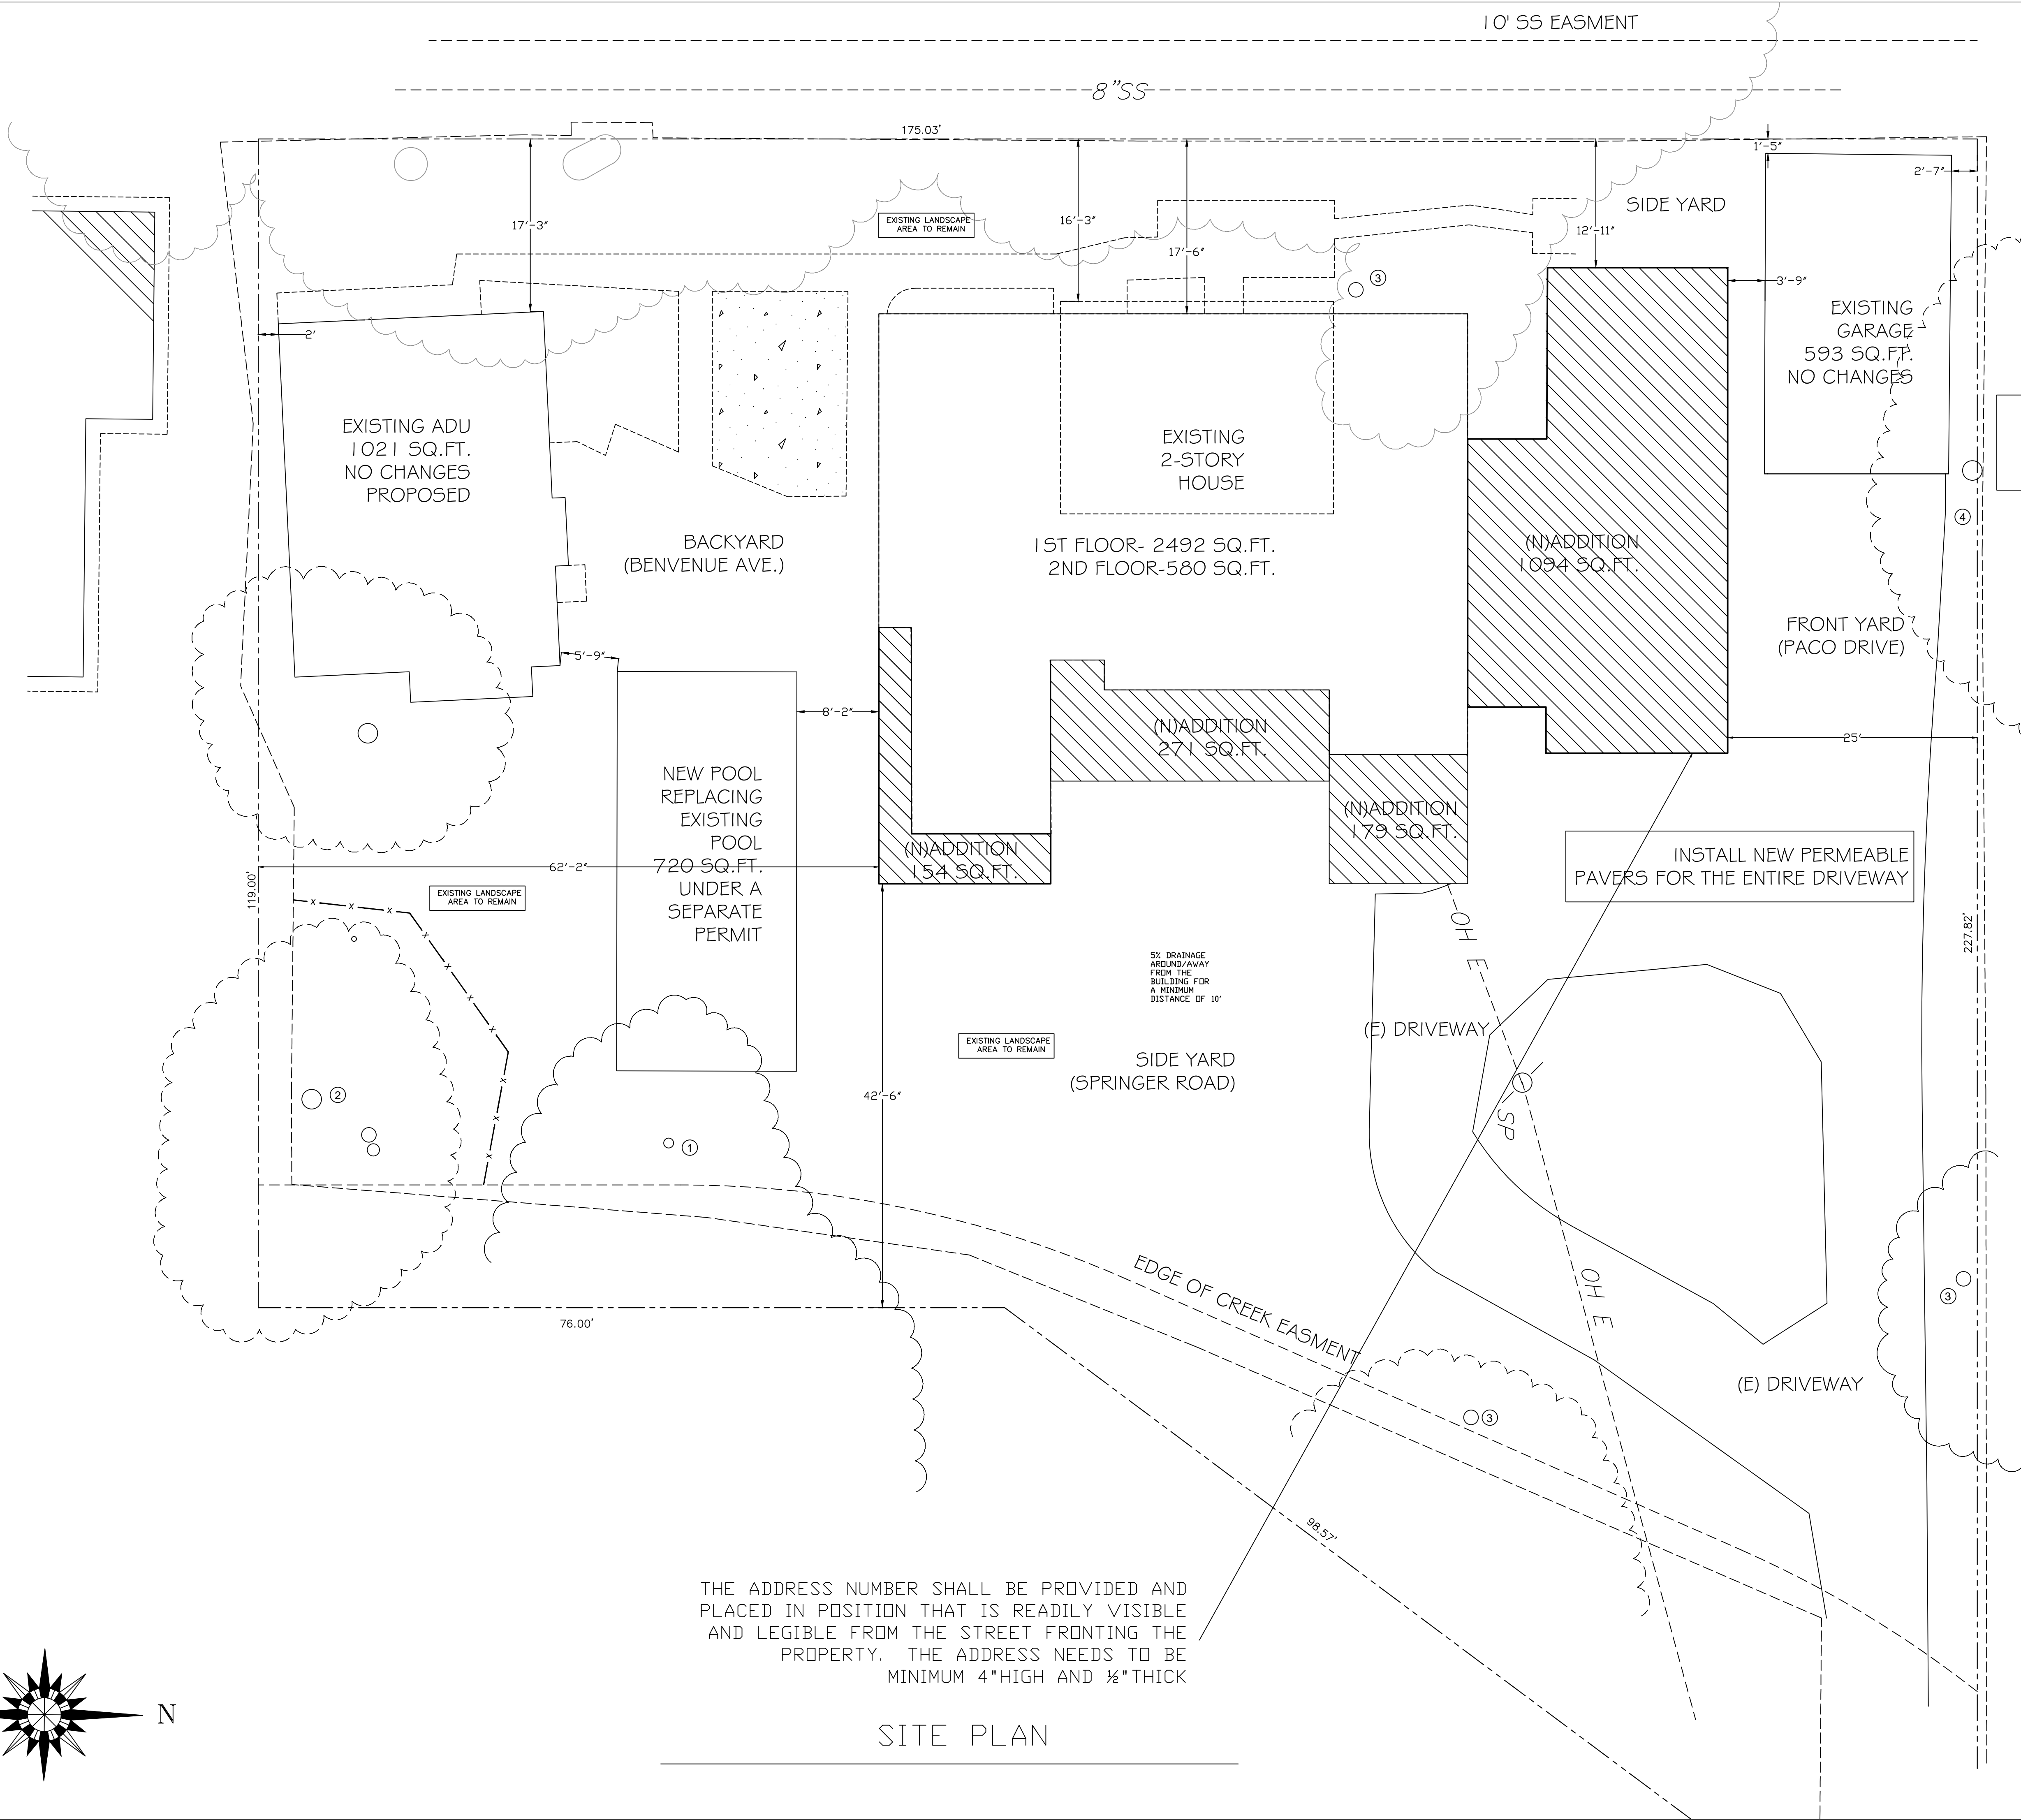 10' SS EASMENT
8"SS
175.03'
1'-5"
2'-7"
17'-3"
EXISTING LANDSCAPE
AREA TO REMAIN
16'-3"
17'-6"
12'-11"
SIDE YARD
3
3'-9"
2'
EXISTING
GARAGE
593 SQ.FT.
NO CHANGES
EXISTING ADU
1021 SQ.FT.
NO CHANGES
PROPOSED
EXISTING
2-STORY
HOUSE
4
BACKYARD
(BENVENUE AVE.)
1ST FLOOR- 2492 SQ.FT.
2ND FLOOR-580 SQ.FT.
(N)ADDITION
1094 SQ.FT.
FRONT YARD
(PACO DRIVE)
5'-9"
8'-2"
(N)ADDITION
271 SQ.FT.
25'
NEW POOL
REPLACING
EXISTING
POOL
720 SQ.FT.
UNDER A
SEPARATE
PERMIT
(N)ADDITION
179 SQ.FT.
(N)ADDITION
154 SQ.FT.
62'-2"
INSTALL NEW PERMEABLE
PAVERS FOR THE ENTIRE DRIVEWAY
119.00'
EXISTING LANDSCAPE
AREA TO REMAIN
x x x
x
x
x
x
x
x
x
OH E
227.82'
5% DRAINAGE
AROUND/AWAY
FROM THE
BUILDING FOR
A MINIMUM
DISTANCE OF 10'
(E) DRIVEWAY
EXISTING LANDSCAPE
AREA TO REMAIN
SIDE YARD
(SPRINGER ROAD)
42'-6"
2
SP
1
EDGE OF CREEK EASMENT
OH E
3
76.00'
(E) DRIVEWAY
3
98.57'
THE ADDRESS NUMBER SHALL BE PROVIDED AND
PLACED IN POSITION THAT IS READILY VISIBLE
AND LEGIBLE FROM THE STREET FRONTING THE
PROPERTY. THE ADDRESS NEEDS TO BE
MINIMUM 4"HIGH AND ½"THICK
N
SITE PLAN